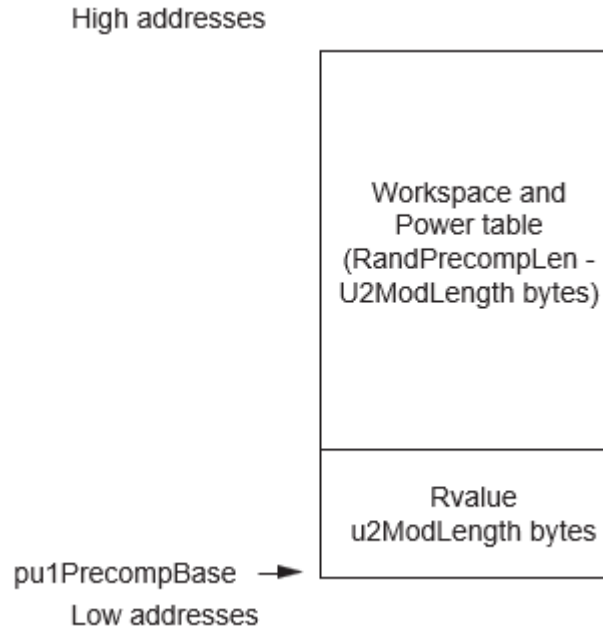 High addresses
Workspace and
Power table
(RandPrecompLen -
U2ModLength bytes)
Rvalue
u2ModLength bytes
pu1PrecompBase
Low addresses